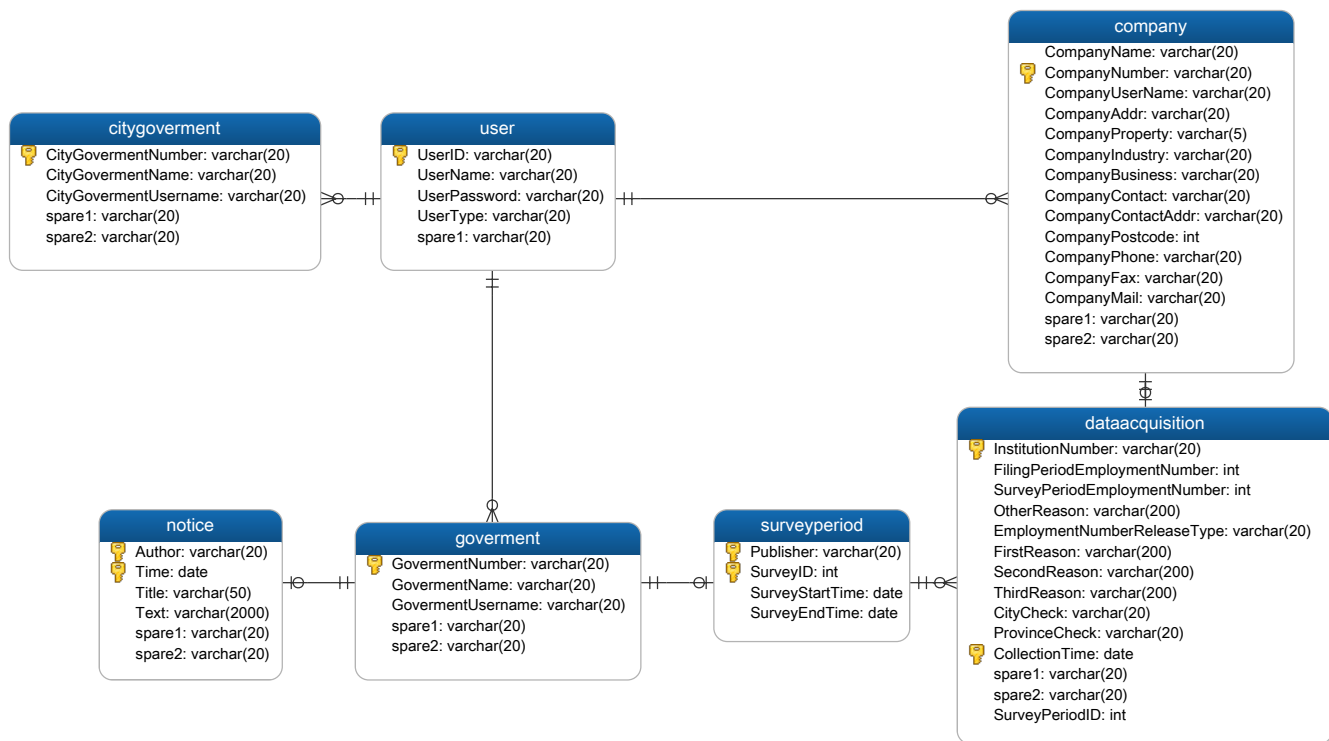 company
CompanyName: varchar(20)
CompanyNumber: varchar(20)
CompanyUserName: varchar(20)
CompanyAddr: varchar(20)
CompanyProperty: varchar(5)
CompanyIndustry: varchar(20)
CompanyBusiness: varchar(20)
CompanyContact: varchar(20)
CompanyContactAddr: varchar(20)
CompanyPostcode: int
CompanyPhone: varchar(20)
CompanyFax: varchar(20)
CompanyMail: varchar(20)
spare1: varchar(20)
spare2: varchar(20)
citygoverment
CityGovermentNumber: varchar(20)
CityGovermentName: varchar(20)
CityGovermentUsername: varchar(20)
spare1: varchar(20)
spare2: varchar(20)
user
UserID: varchar(20)
UserName: varchar(20)
UserPassword: varchar(20)
UserType: varchar(20)
spare1: varchar(20)
dataacquisition
InstitutionNumber: varchar(20)
FilingPeriodEmploymentNumber: int
SurveyPeriodEmploymentNumber: int
OtherReason: varchar(200)
EmploymentNumberReleaseType: varchar(20)
FirstReason: varchar(200)
SecondReason: varchar(200)
ThirdReason: varchar(200)
CityCheck: varchar(20)
ProvinceCheck: varchar(20)
CollectionTime: date
spare1: varchar(20)
spare2: varchar(20)
SurveyPeriodID: int
notice
Author: varchar(20)
Time: date
Title: varchar(50)
Text: varchar(2000)
spare1: varchar(20)
spare2: varchar(20)
goverment
GovermentNumber: varchar(20)
GovermentName: varchar(20)
GovermentUsername: varchar(20)
spare1: varchar(20)
spare2: varchar(20)
surveyperiod
Publisher: varchar(20)
SurveyID: int
SurveyStartTime: date
SurveyEndTime: date